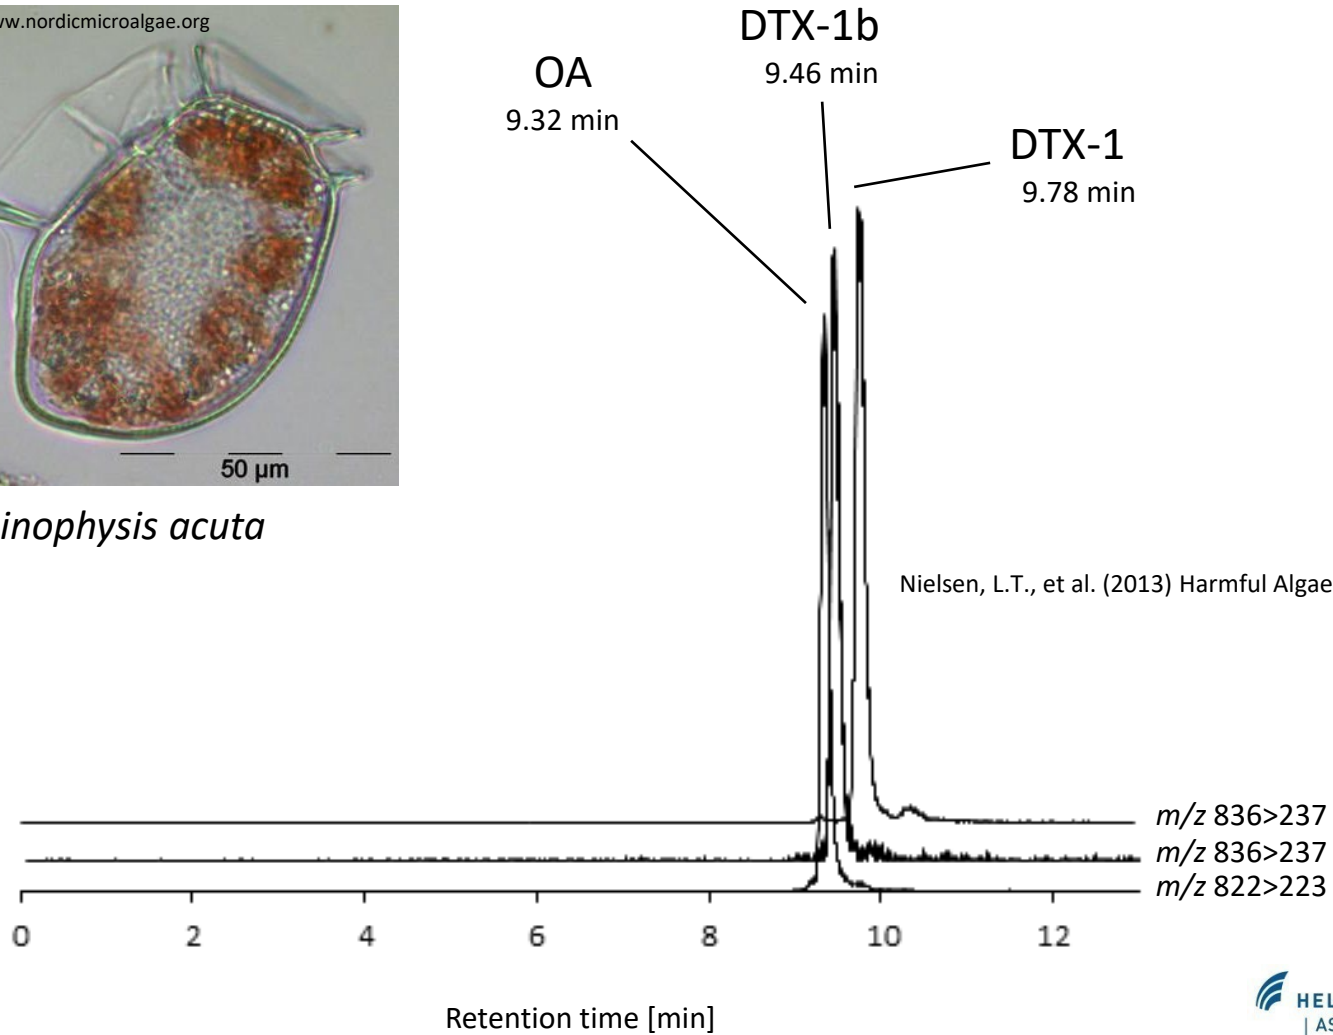 w.nordicmicroalgae.org
50 µm
inophysis acuta
OA
9.32 min
DTX-1b
9.46 min
DTX-1
9.78 min
Nielsen, L.T., et al. (2013) Harmful Algae
m/z 836>237
m/z 836>237
m/z 822>223
0 2 4 6 8 10 12
Retention time [min]
HEL
| AS